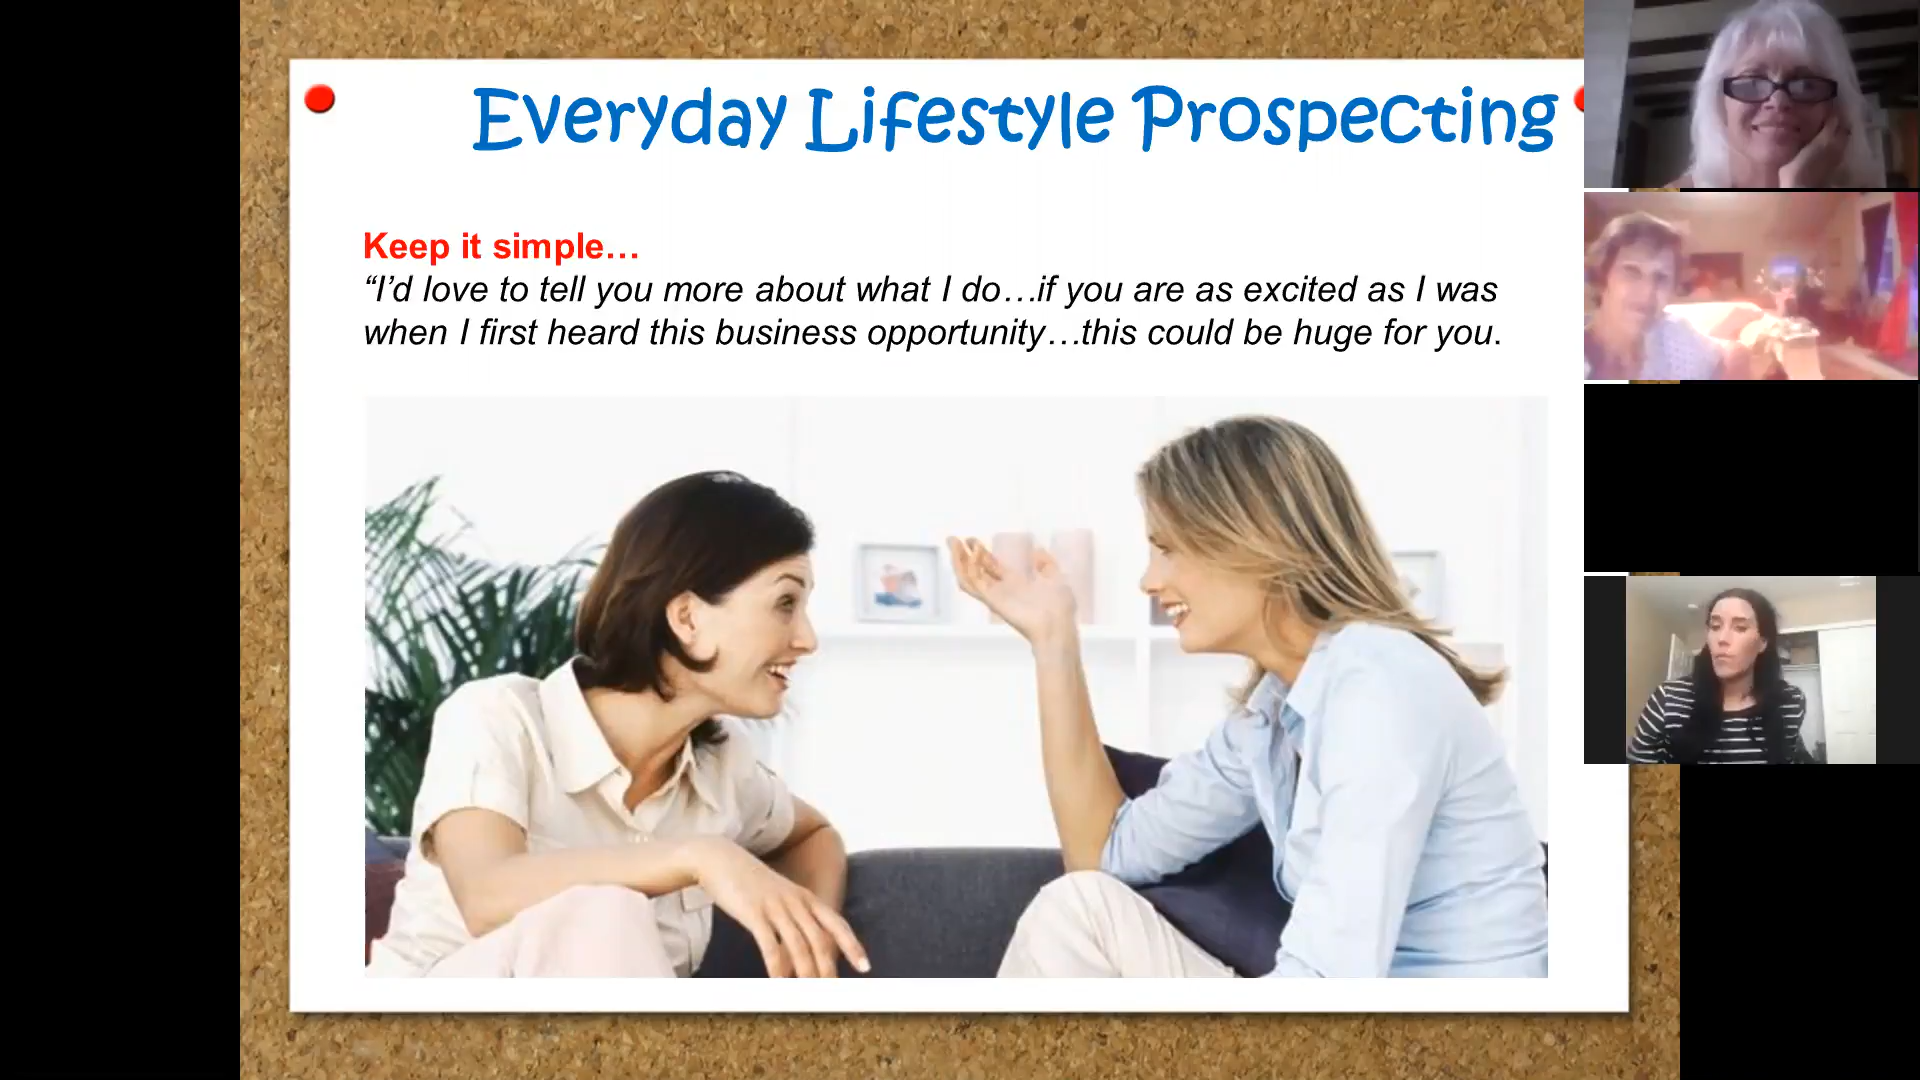 Everyday Lifestyle Prospecting
Keep it simple…
“I’d love to tell you more about what I do…if you are as excited as I was
when I first heard this business opportunity…this could be huge for you.